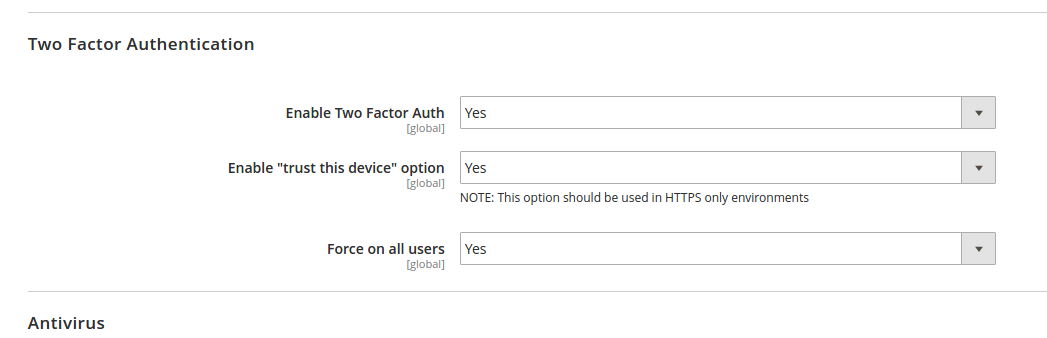 Two Factor Authentication
Enable Two Factor Auth
[global]
Yes
Enable "trust this device" option
[global]
Yes
NOTE: This option should be used in HTTPS only environments
Force on all users
[global]
Yes
Antivirus